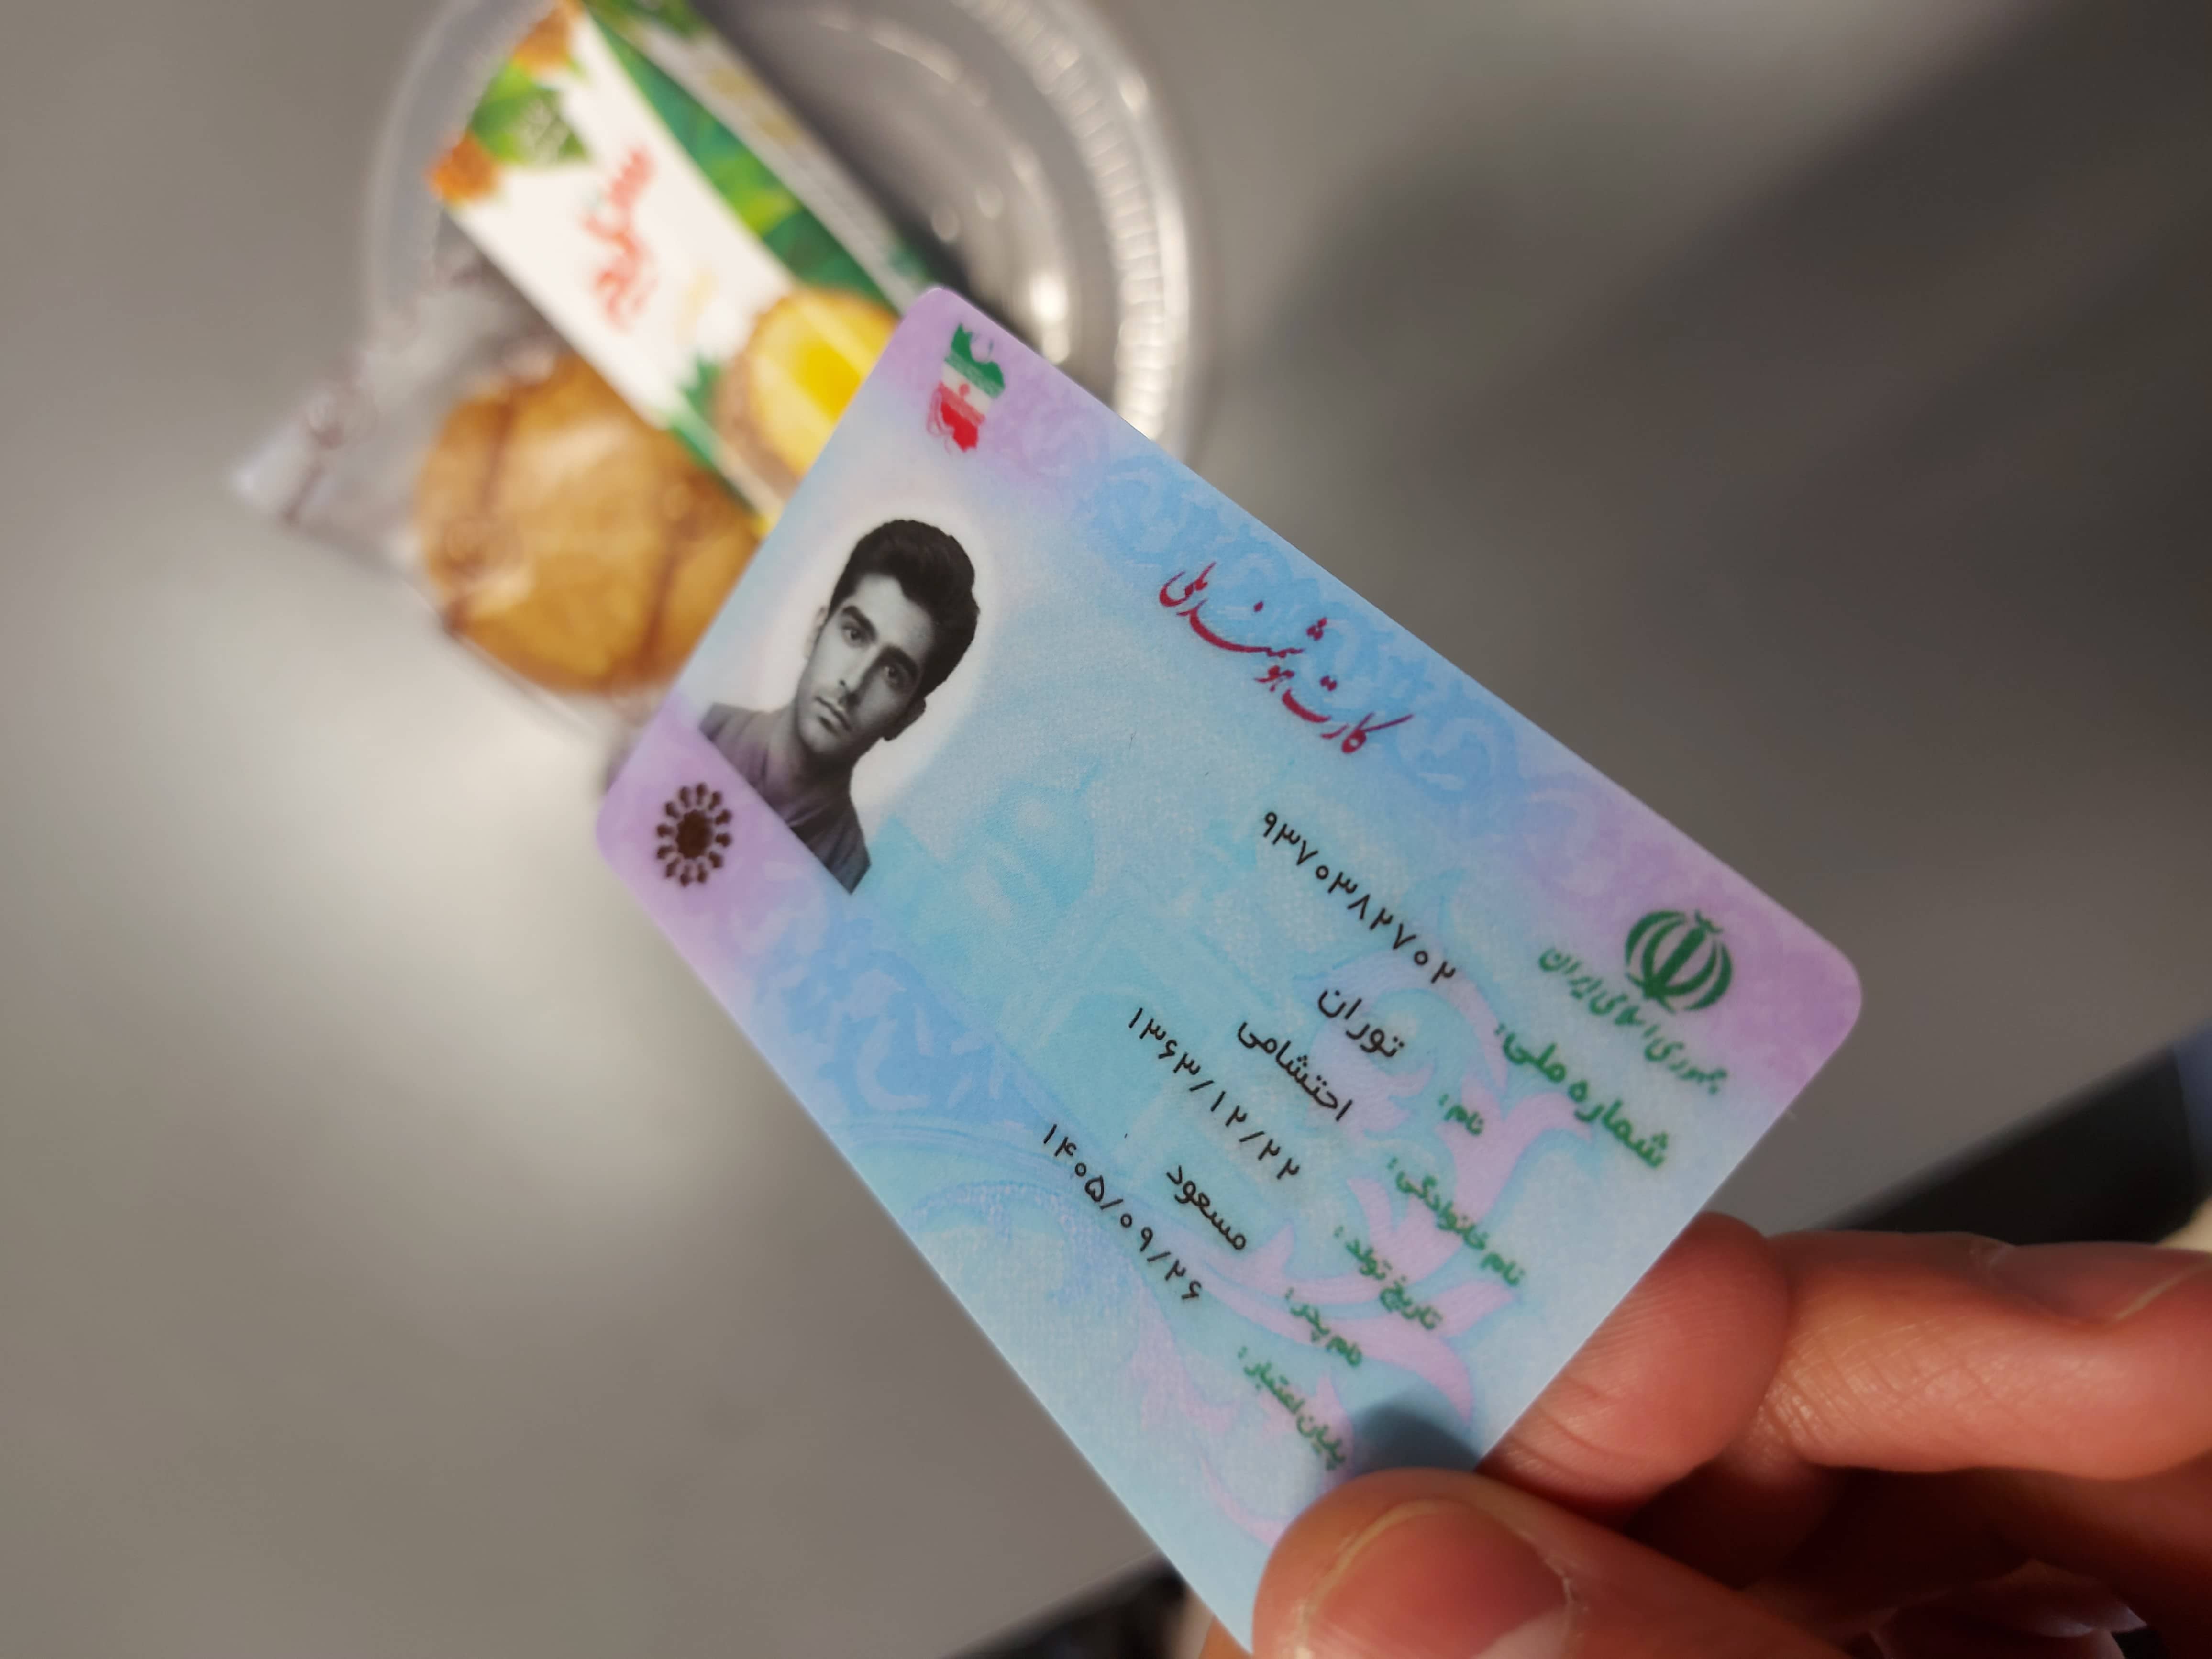 کارت هوشمند ملی
جمهوری اسلامی ایران
شماره ملی: ۹۳۷۰۳۸۲۷۰۲
نام: توران
نام خانوادگی: احتشامی
تاریخ تولد: ۱۳۶۳/۱۲/۲۲
نام پدر: مسعود
پایان اعتبار: ۱۴۰۵/۰۹/۲۶